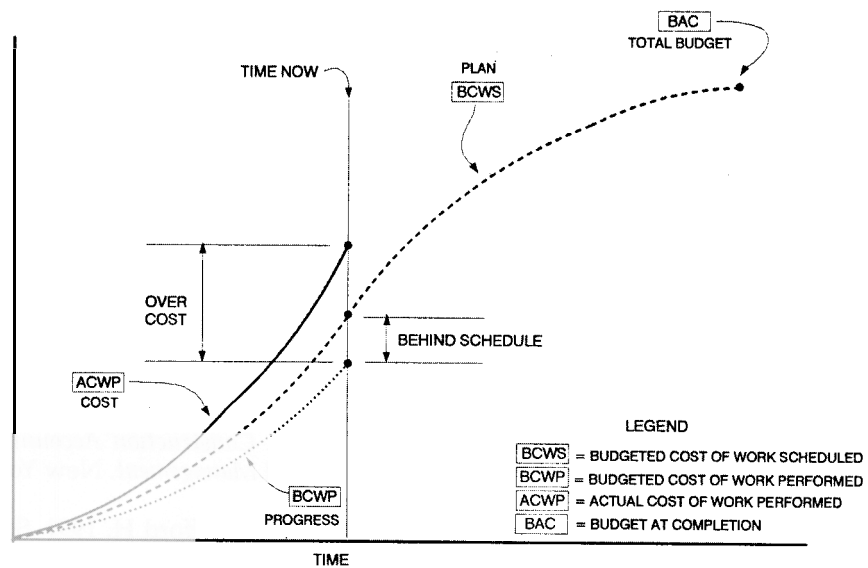 BAC
TOTAL BUDGET
TIME NOW
PLAN
BCWS
OVER
COST
BEHIND SCHEDULE
ACWP
COST
BCWP
PROGRESS
LEGEND
BCWS = BUDGETED COST OF WORK SCHEDULED
BCWP = BUDGETED COST OF WORK PERFORMED
ACWP = ACTUAL COST OF WORK PERFORMED
BAC = BUDGET AT COMPLETION
TIME